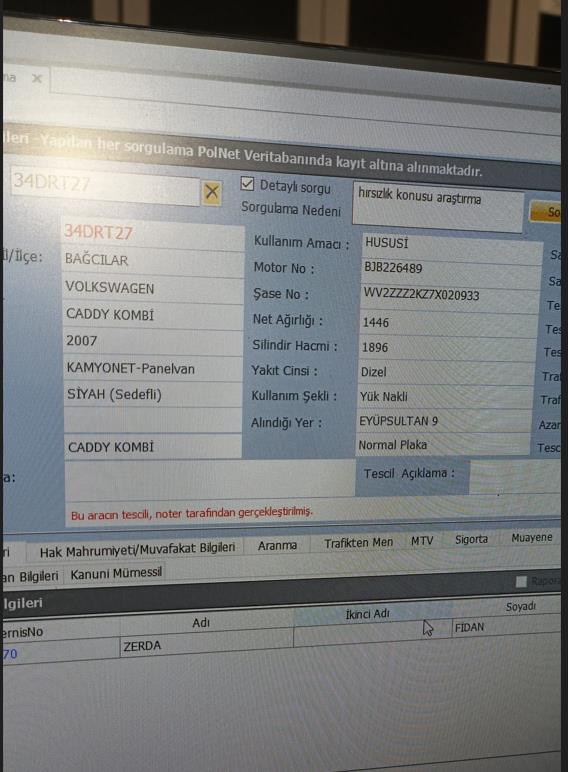 na X
ileri -Yapılan her sorgulama PolNet Veritabanında kayıt altına alınmaktadır.
34DRT27 X Detaylı sorgu hırsızlık konusu araştırma So
Sorgulama Nedeni
34DRT27 Kullanım Amacı : HUSUSİ Sa
İl/İlçe: BAĞCILAR Motor No : BJB226489 Sa
VOLKSWAGEN Şase No : WV2ZZZ2KZ7X020933 Te
CADDY KOMBİ Net Ağırlığı : 1446 Tes
2007 Silindir Hacmi : 1896 Tes
KAMYONET-Panelvan Yakıt Cinsi : Dizel Tra
SİYAH (Sedefli) Kullanım Şekli : Yük Nakli Traf
Alındığı Yer : EYÜPSULTAN 9 Azar
CADDY KOMBİ Normal Plaka Tesc
a: Tescil Açıklama :
Bu aracın tescili, noter tarafından gerçekleştirilmiş.
ri Hak Mahrumiyeti/Muvafakat Bilgileri Aranma Trafikten Men MTV Sigorta Muayene
an Bilgileri Kanuni Mümessil
lgileri Rapora
ernisNo Adı İkinci Adı Soyadı
70 ZERDA FİDAN